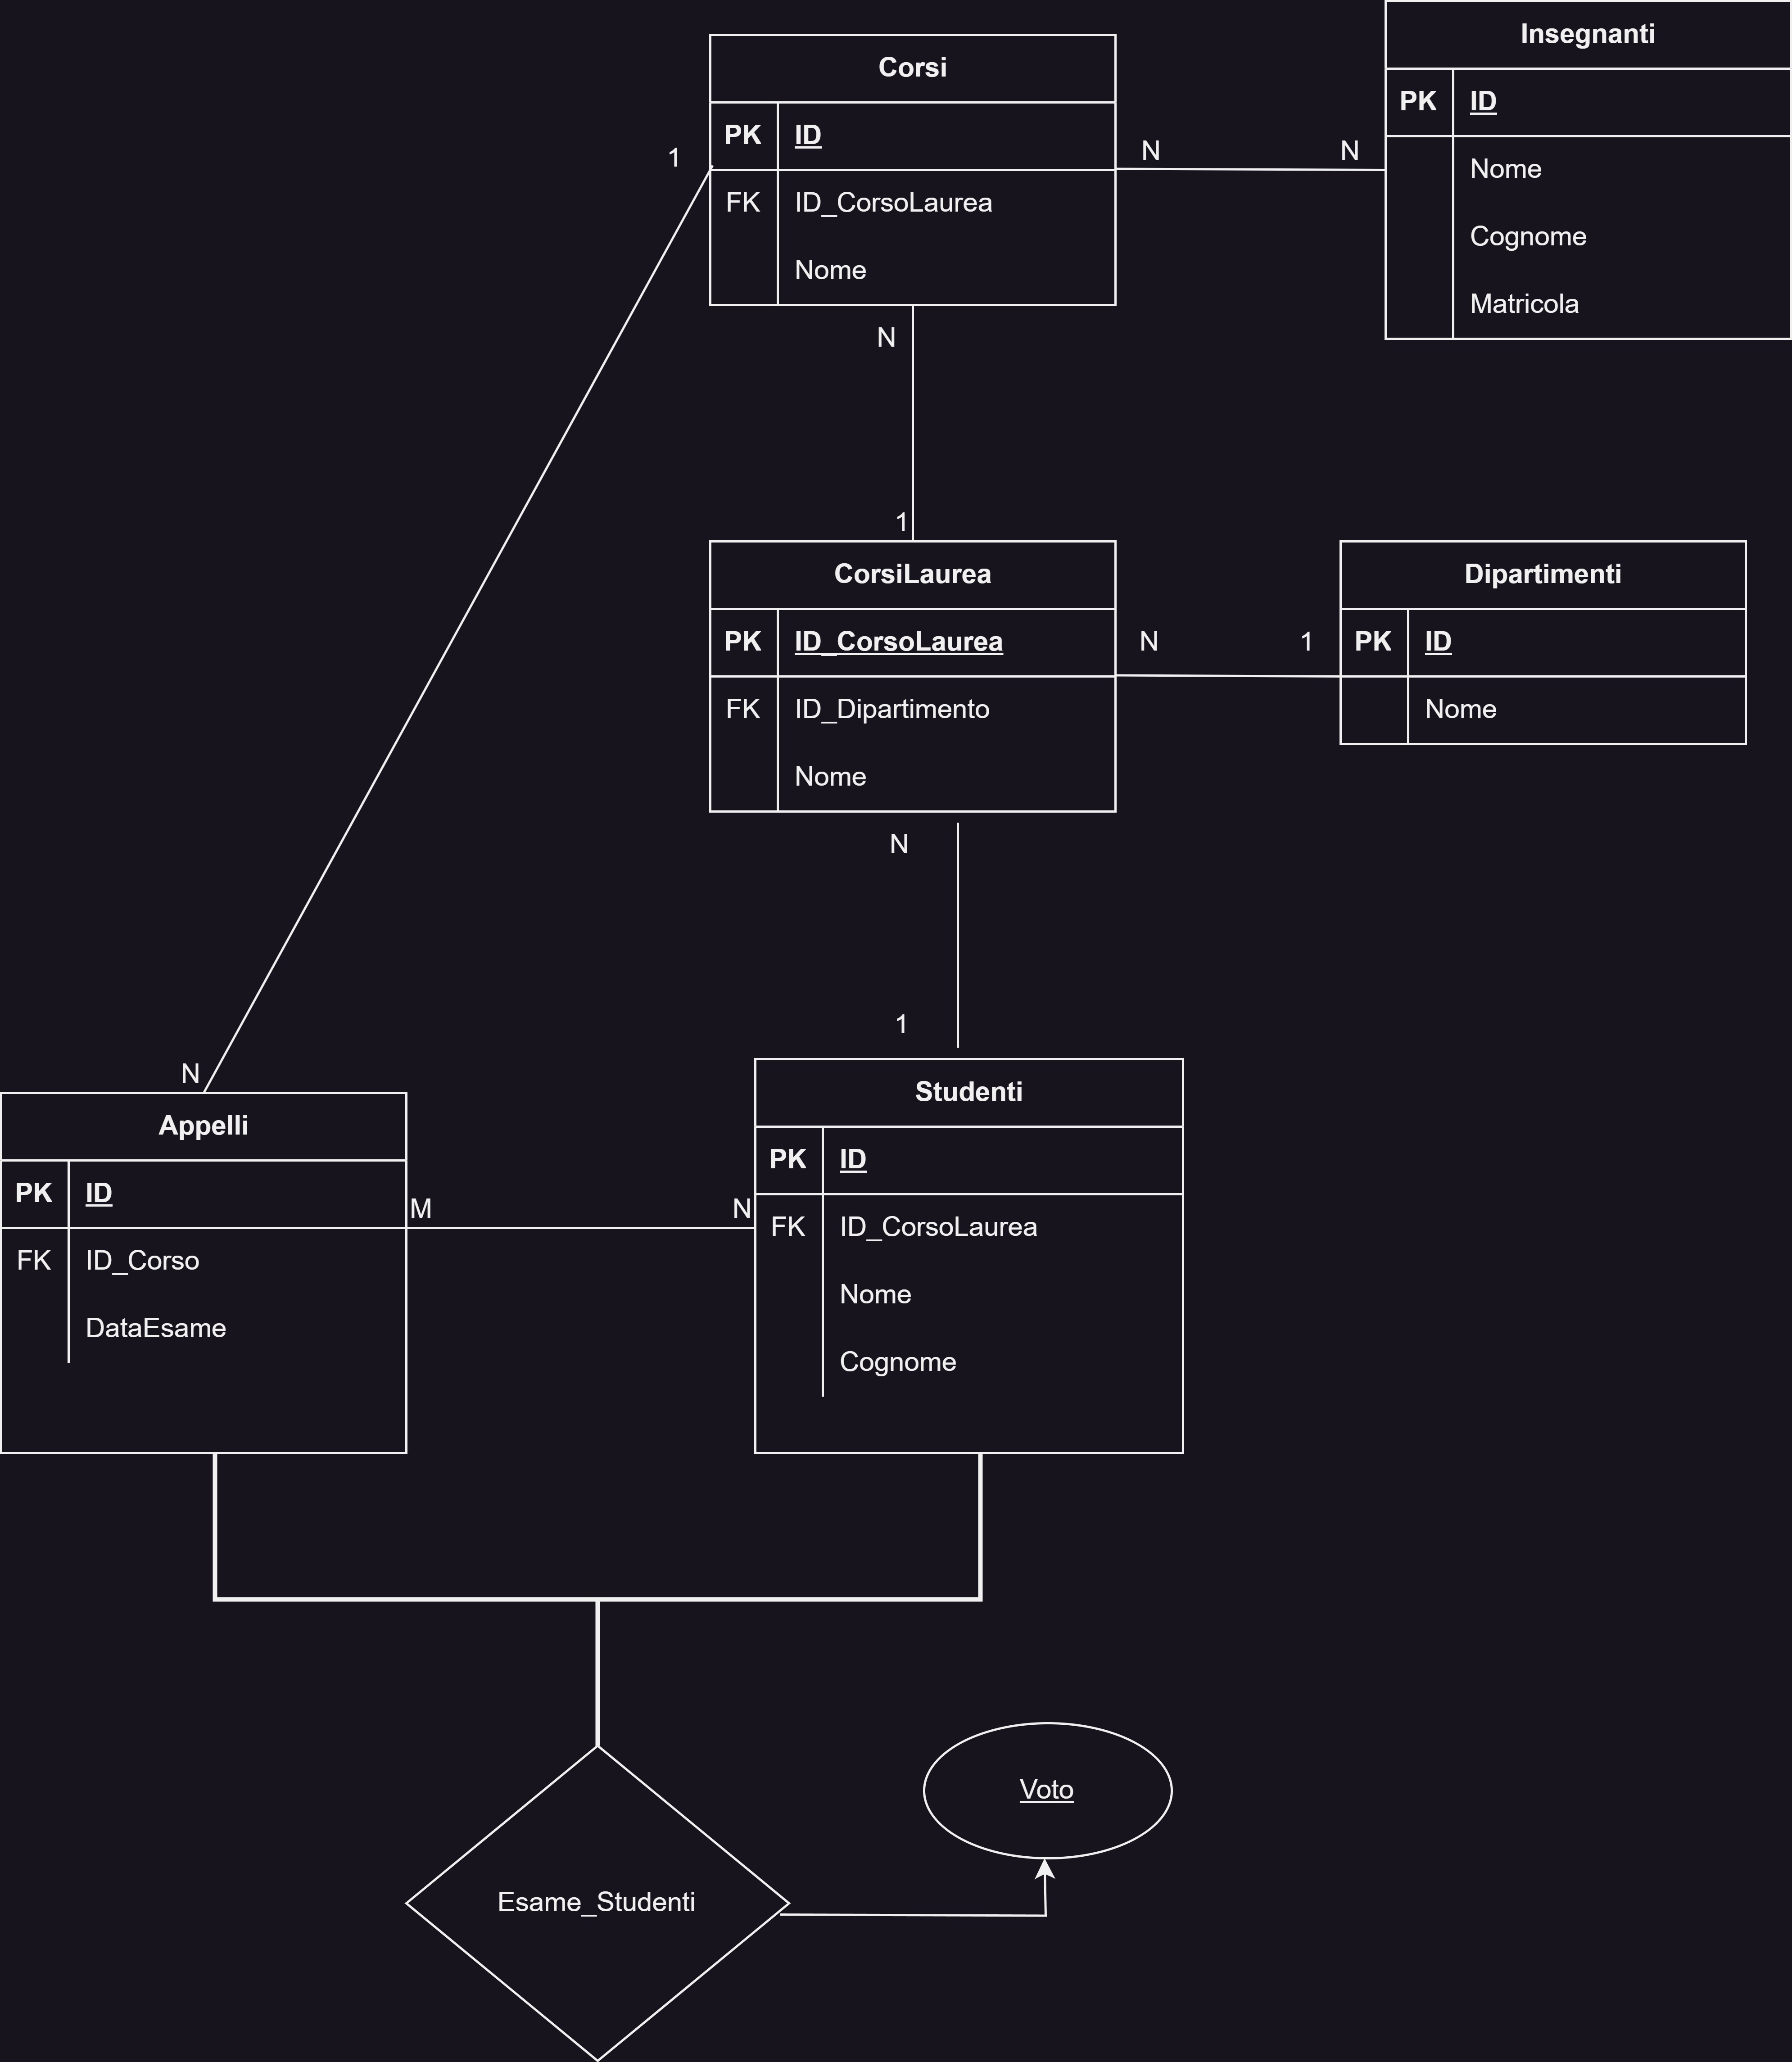 Insegnanti
PK ID
Nome
Cognome
Matricola
Corsi
PK ID
FK ID_CorsoLaurea
Nome
1
N N
N
1
CorsiLaurea
PK ID_CorsoLaurea
FK ID_Dipartimento
Nome
N 1
Dipartimenti
PK ID
Nome
N
1
N
Appelli
PK ID
FK ID_Corso
DataEsame
M N
Studenti
PK ID
FK ID_CorsoLaurea
Nome
Cognome
Voto
Esame_Studenti